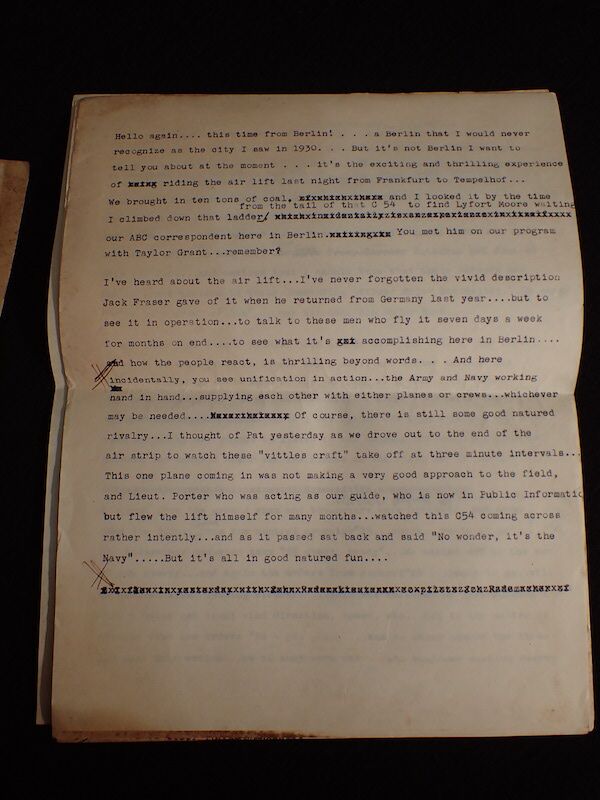 Hello again.... this time from Berlin! . . . a Berlin that I would never
recognize as the city I saw in 1930. . . But it's not Berlin I want to
tell you about at the moment . . . it's the exciting and thrilling experience
of riding the air lift last night from Frankfurt to Tempelhof...
We brought in ten tons of coal, and I looked it by the time
from the tail of that C 54 to find Lyfort Moore waiting
I climbed down that ladder/
our ABC correspondent here in Berlin. You met him on our program
with Taylor Grant...remember?
I've heard about the air lift...I've never forgotten the vivid description
Jack Fraser gave of it when he returned from Germany last year....but to
see it in operation...to talk to these men who fly it seven days a week
for months on end....to see what it's accomplishing here in Berlin....
and how the people react, is thrilling beyond words. . . And here
incidentally, you see unification in action...the Army and Navy working
hand in hand...supplying each other with either planes or crews...whichever
may be needed.... Of course, there is still some good natured
rivalry...I thought of Pat yesterday as we drove out to the end of the
air strip to watch these "vittles craft" take off at three minute intervals...
This one plane coming in was not making a very good approach to the field,
and Lieut. Porter who was acting as our guide, who is now in Public Informatic
but flew the lift himself for many months...watched this C54 coming across
rather intently...and as it passed sat back and said "No wonder, it's the
Navy".....But it's all in good natured fun....